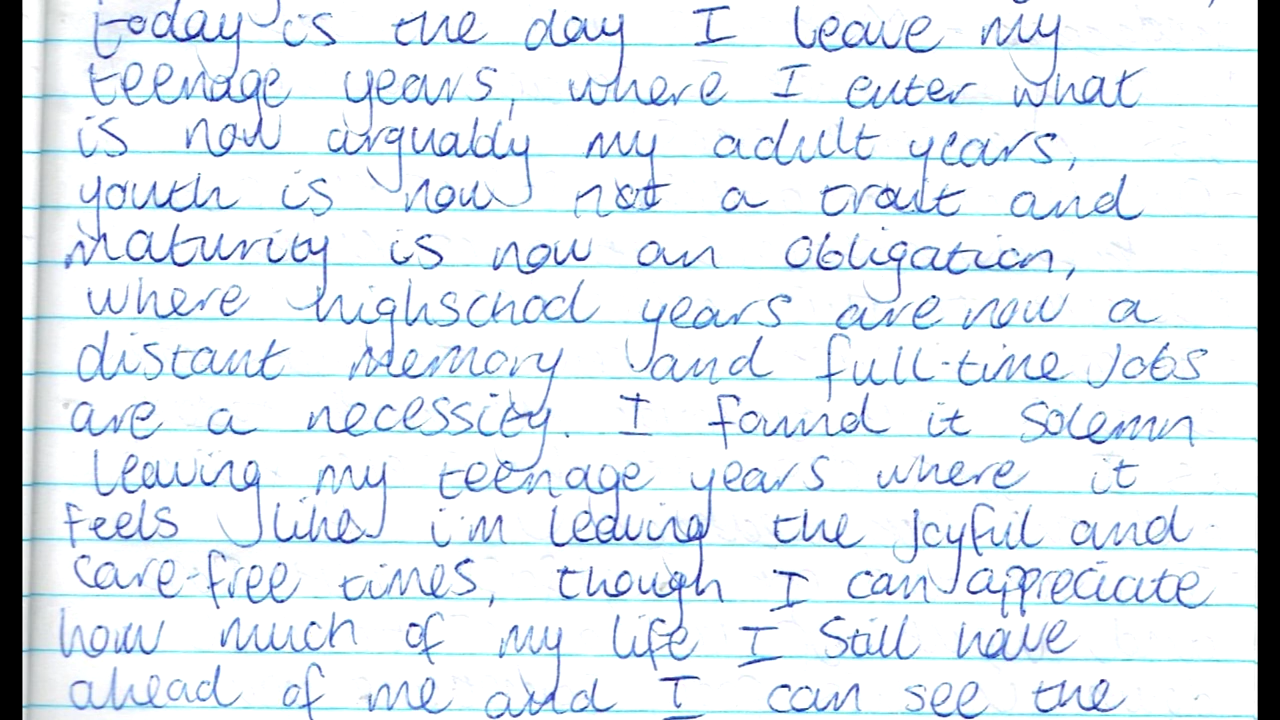 today is the day I leave my
teenage years, where I enter what
is now arguably my adult years,
youth is now not a trait and
maturity is now an obligation,
where highschool years are now a
distant memory and full-time jobs
are a necessity. I found it solemn
leaving my teenage years where it
feels like i'm leaving the joyful and
care-free times, though I can appreciate
how much of my life I still have
ahead of me and I can see the